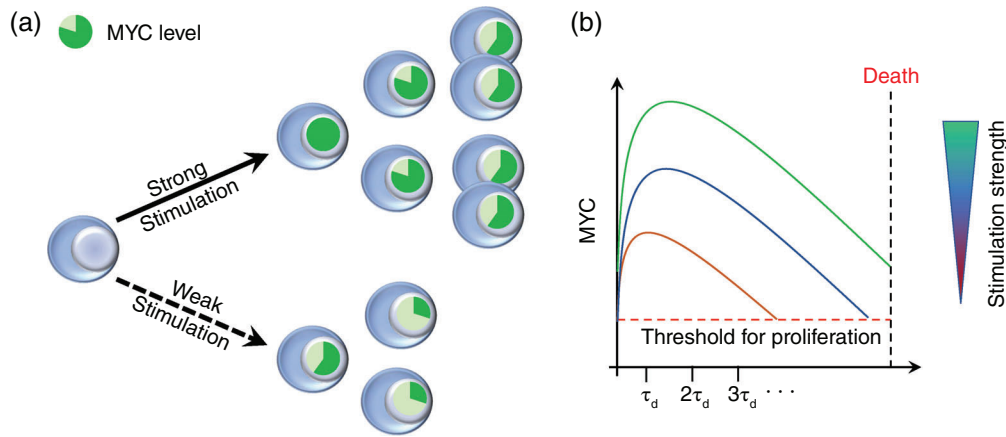 (a)
MYC level
Strong
Stimulation
Weak
Stimulation
(b)
Death
MYC
Threshold for proliferation
τd
2τd
3τd
· · ·
Stimulation strength